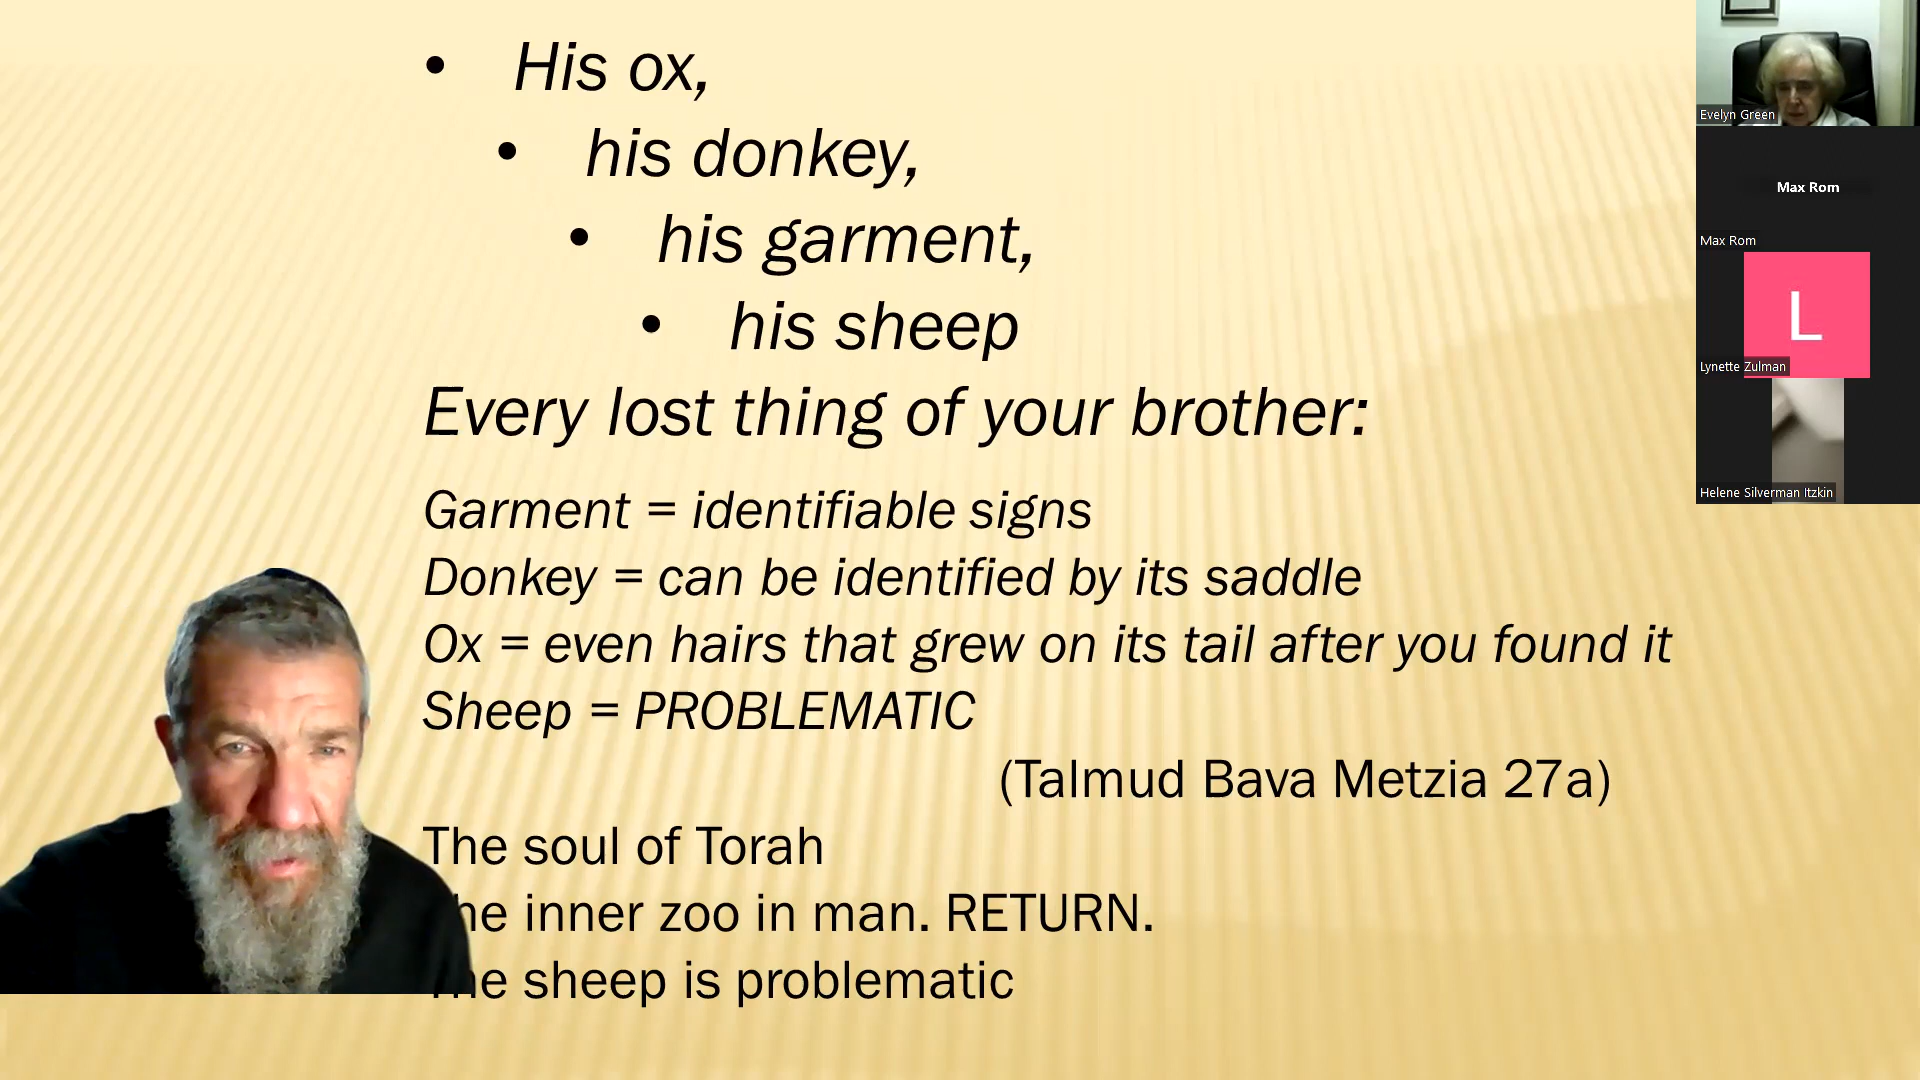 • His ox,
• his donkey,
• his garment,
• his sheep
Every lost thing of your brother:
Garment = identifiable signs
Donkey = can be identified by its saddle
Ox = even hairs that grew on its tail after you found it
Sheep = PROBLEMATIC
(Talmud Bava Metzia 27a)
The soul of Torah
he inner zoo in man. RETURN.
he sheep is problematic
Evelyn Green
Max Rom
Max Rom
L
Lynette Zulman
Helene Silverman Itzkin